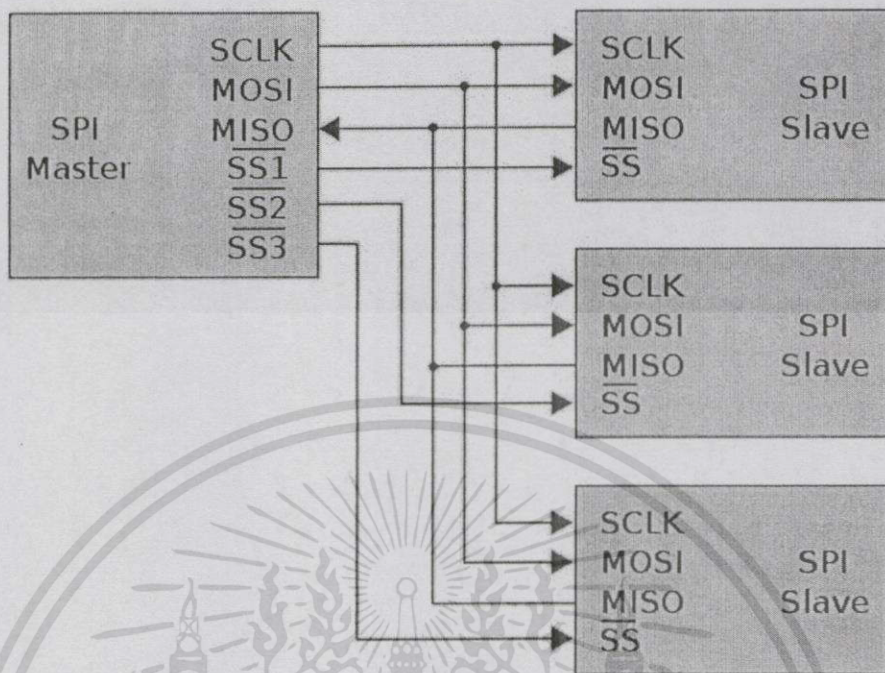 SCLK
MOSI
MISO
SS1
SS2
SS3
SPI
Master
SCLK
MOSI
MISO
SS
SPI
Slave
SCLK
MOSI
MISO
SS
SPI
Slave
SCLK
MOSI
MISO
SS
SPI
Slave